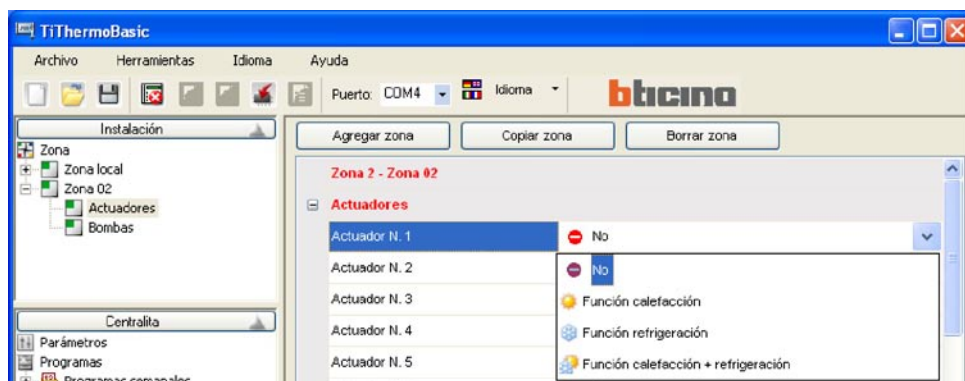 TiThermoBasic
Archivo Herramientas Idioma Ayuda
Puerto: COM4 Idioma bticino
Instalación
Agregar zona Copiar zona Borrar zona
Zona
Zona local
Zona 02
Actuadores
Bombas
Zona 2 - Zona 02
Actuadores
Actuador N. 1 No
Actuador N. 2 No
Actuador N. 3 Función calefacción
Actuador N. 4 Función refrigeración
Actuador N. 5 Función calefacción + refrigeración
Centralita
Parámetros
Programas
Programas semanales